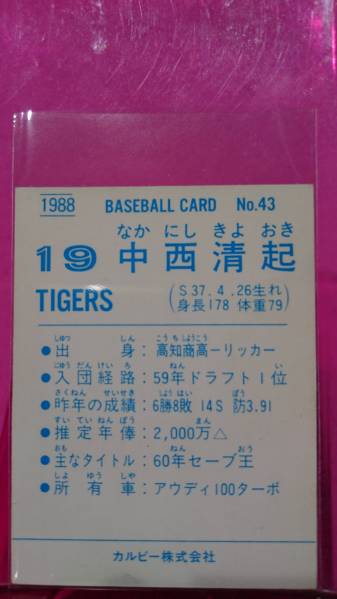 1988 BASEBALL CARD No.43
なか にし きよ おき
19 中西清起
TIGERS (S37.4.26生れ 身長178 体重79)
しゅつ しん こうちしょうこう
●出身:高知商高ーリッカー
にゅう だん けい ろ ねん い
●入団経路:59年ドラフト1位
さくねん せいせき しょう はい ぼう
●昨年の成績:6勝8敗 14S 防3.91
すい てい ねん ぽう まん
●推定年俸:2,000万△
おも ねん おう
●主なタイトル:60年セーブ王
しょ ゆう しゃ
●所有車:アウディ100ターボ
カルビー株式会社